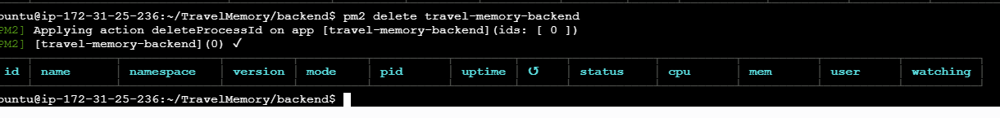 ountu@ip-172-31-25-236:~/TravelMemory/backend$ pm2 delete travel-memory-backend
PM2] Applying action deleteProcessId on app [travel-memory-backend](ids: [ 0 ])
PM2] [travel-memory-backend](0) ✓
id name namespace version mode pid uptime ↺ status cpu mem user watching
ountu@ip-172-31-25-236:~/TravelMemory/backend$